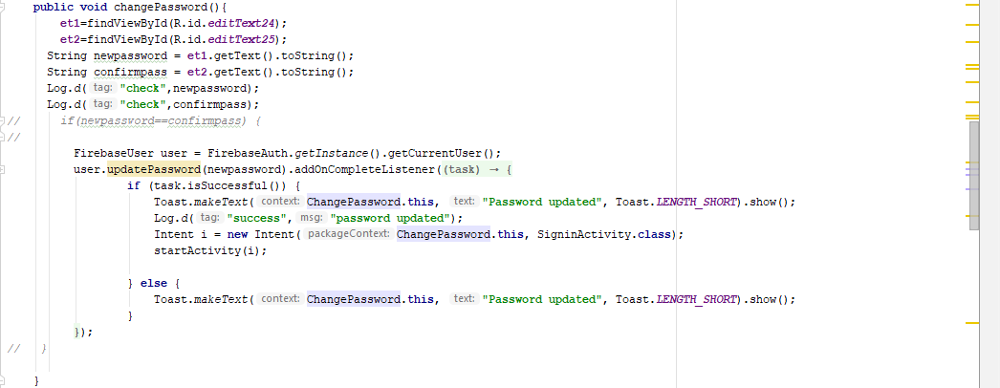 public void changePassword(){
et1=findViewById(R.id.editText24);
et2=findViewById(R.id.editText25);
String newpassword = et1.getText().toString();
String confirmpass = et2.getText().toString();
Log.d( tag: "check",newpassword);
Log.d( tag: "check",confirmpass);
// if(newpassword==confirmpass) {
//
FirebaseUser user = FirebaseAuth.getInstance().getCurrentUser();
user.updatePassword(newpassword).addOnCompleteListener((task) → {
if (task.isSuccessful()) {
Toast.makeText( context: ChangePassword.this, text: "Password updated", Toast.LENGTH_SHORT).show();
Log.d( tag: "success", msg: "password updated");
Intent i = new Intent( packageContext: ChangePassword.this, SigninActivity.class);
startActivity(i);
} else {
Toast.makeText( context: ChangePassword.this, text: "Password updated", Toast.LENGTH_SHORT).show();
}
});
// }
}